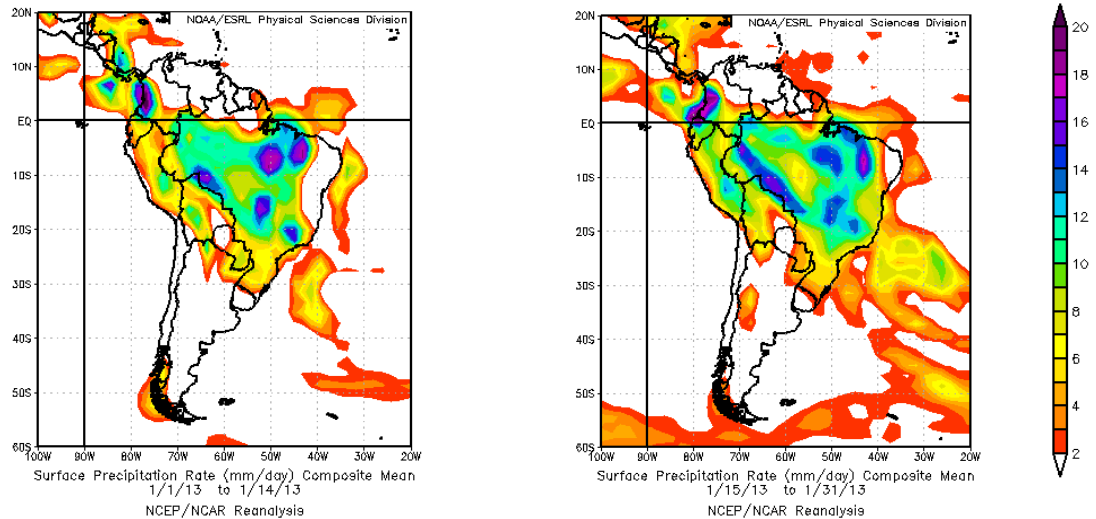 NOAA/ESRL Physical Sciences Division
20N
10N
EQ
10S
20S
30S
40S
50S
60S
100W 90W 80W 70W 60W 50W 40W 30W 20W
Surface Precipitation Rate (mm/day) Composite Mean
1/1/13 to 1/14/13
NCEP/NCAR Reanalysis
NOAA/ESRL Physical Sciences Division
20N
10N
EQ
10S
20S
30S
40S
50S
60S
100W 90W 80W 70W 60W 50W 40W 30W 20W
Surface Precipitation Rate (mm/day) Composite Mean
1/15/13 to 1/31/13
NCEP/NCAR Reanalysis
20
18
16
14
12
10
8
6
4
2